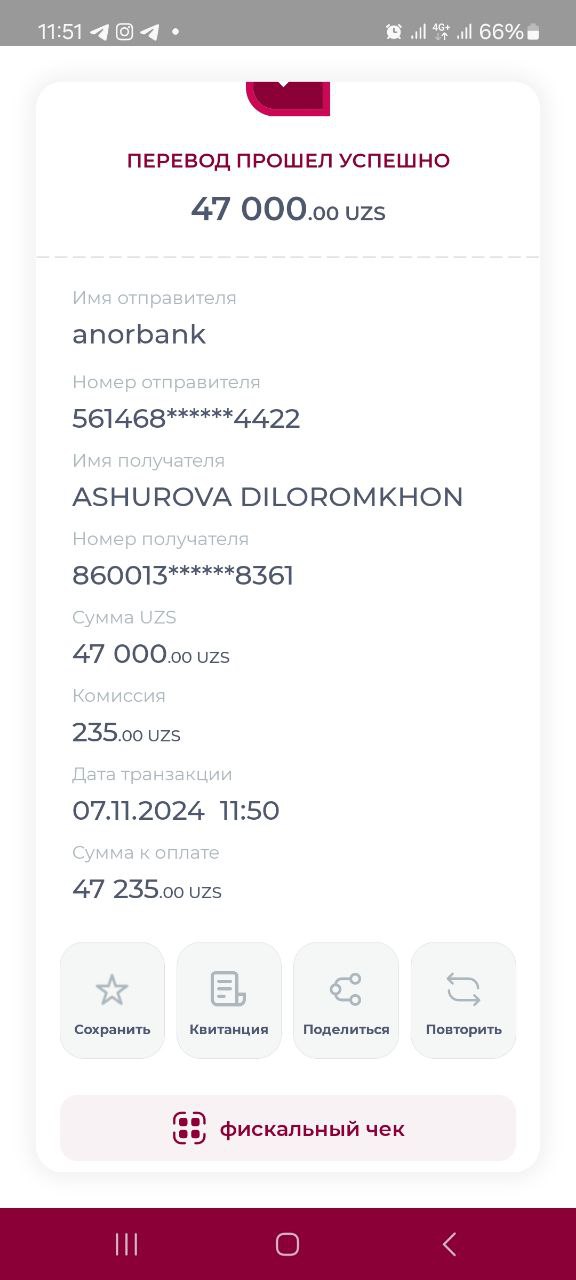 11:51
4G+
66%
ПЕРЕВОД ПРОШЕЛ УСПЕШНО
47 000.00 UZS
Имя отправителя
anorbank
Номер отправителя
561468******4422
Имя получателя
ASHUROVA DILOROMKHON
Номер получателя
860013******8361
Сумма UZS
47 000.00 UZS
Комиссия
235.00 UZS
Дата транзакции
07.11.2024 11:50
Сумма к оплате
47 235.00 UZS
Сохранить
Квитанция
Поделиться
Повторить
фискальный чек